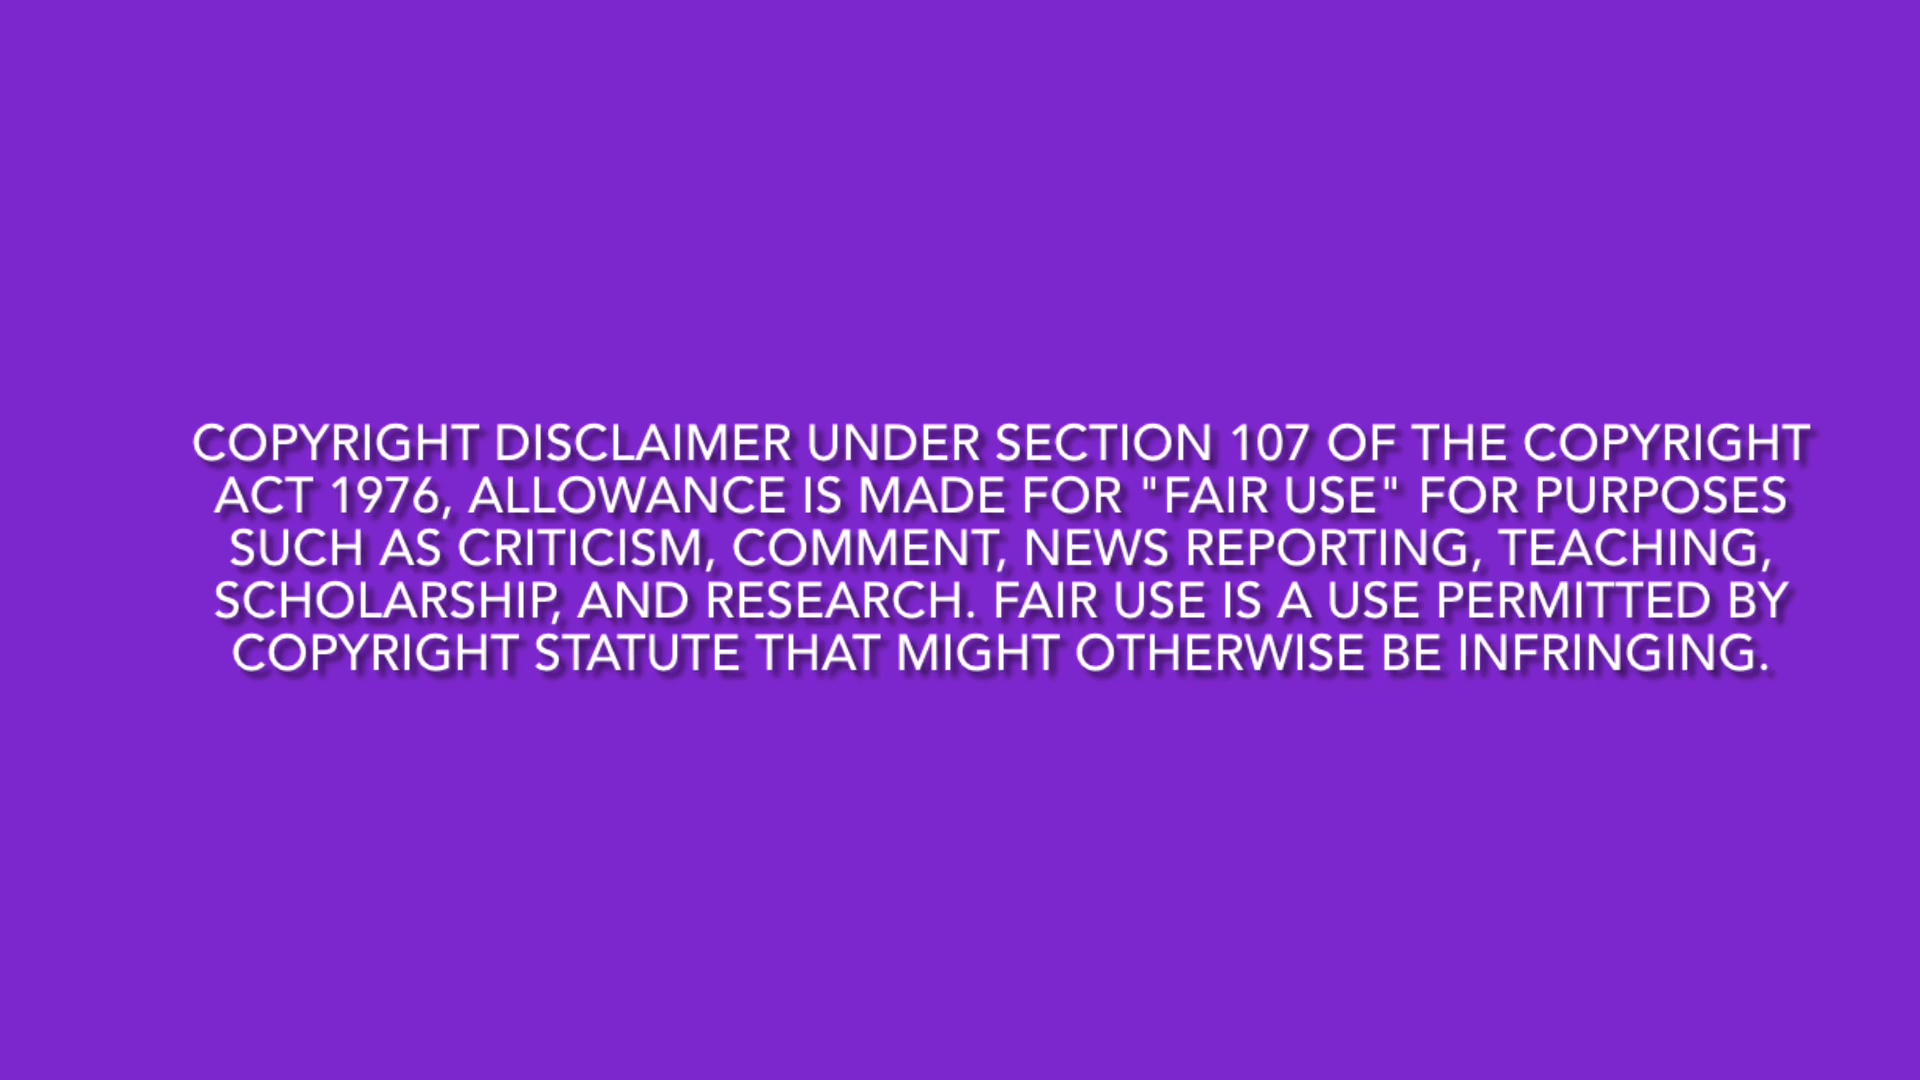 COPYRIGHT DISCLAIMER UNDER SECTION 107 OF THE COPYRIGHT
ACT 1976, ALLOWANCE IS MADE FOR "FAIR USE" FOR PURPOSES
SUCH AS CRITICISM, COMMENT, NEWS REPORTING, TEACHING,
SCHOLARSHIP, AND RESEARCH. FAIR USE IS A USE PERMITTED BY
COPYRIGHT STATUTE THAT MIGHT OTHERWISE BE INFRINGING.